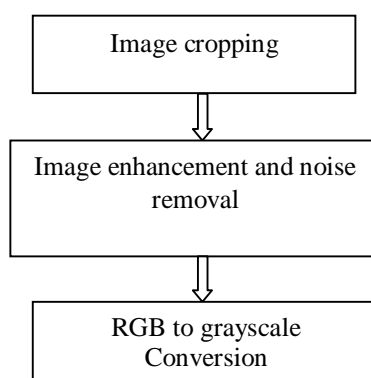 Image cropping
Image enhancement and noise
removal
RGB to grayscale
Conversion